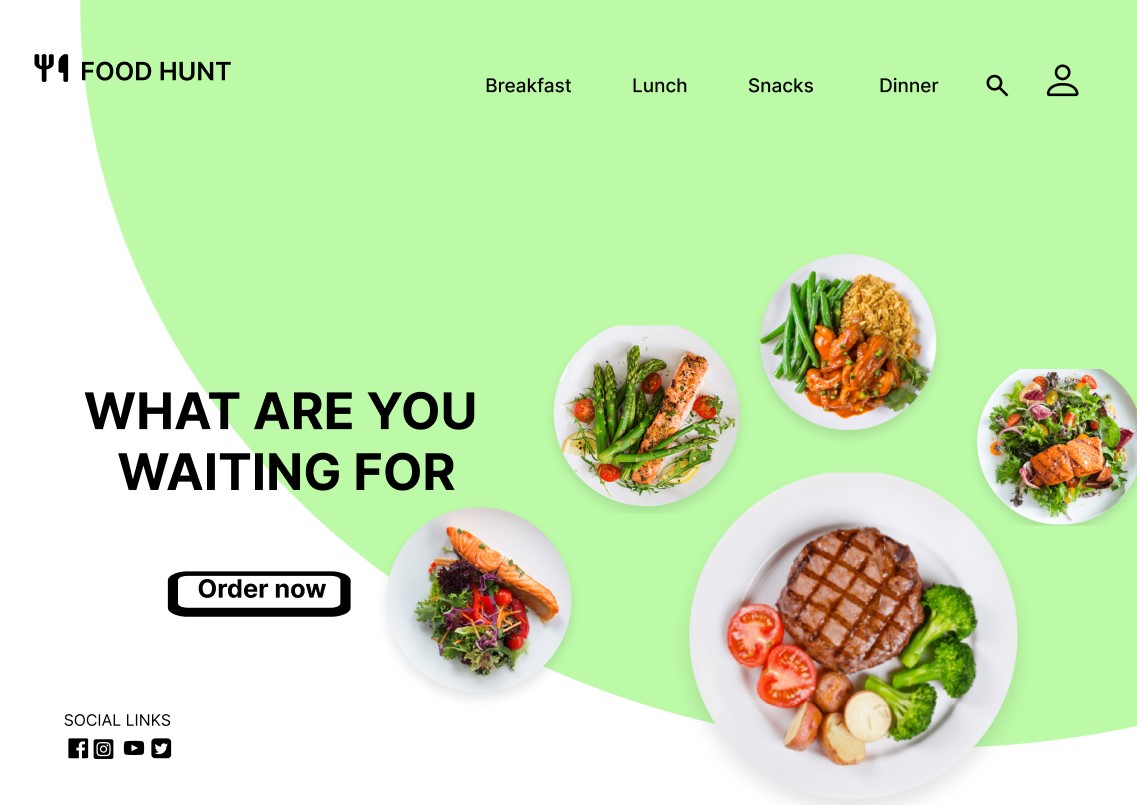 FOOD HUNT
Breakfast
Lunch
Snacks
Dinner
WHAT ARE YOU
WAITING FOR
Order now
SOCIAL LINKS